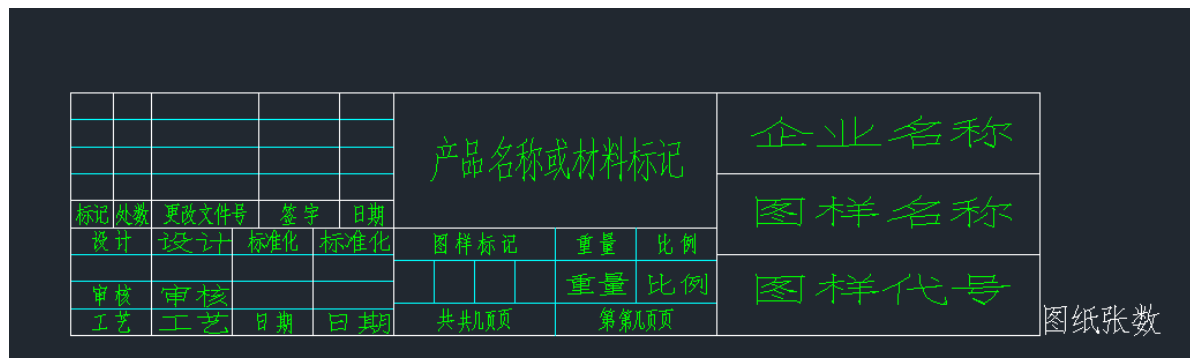 企业名称
产品名称或材料标记
图样名称
标记 处数 更改文件号 签字 日期
设计 设计 标准化 标准化 图样标记 重量 比例
审核 审核 重量 比例 图样代号
工艺 工艺 日期 日期 共共几页页 第第几页页 图纸张数